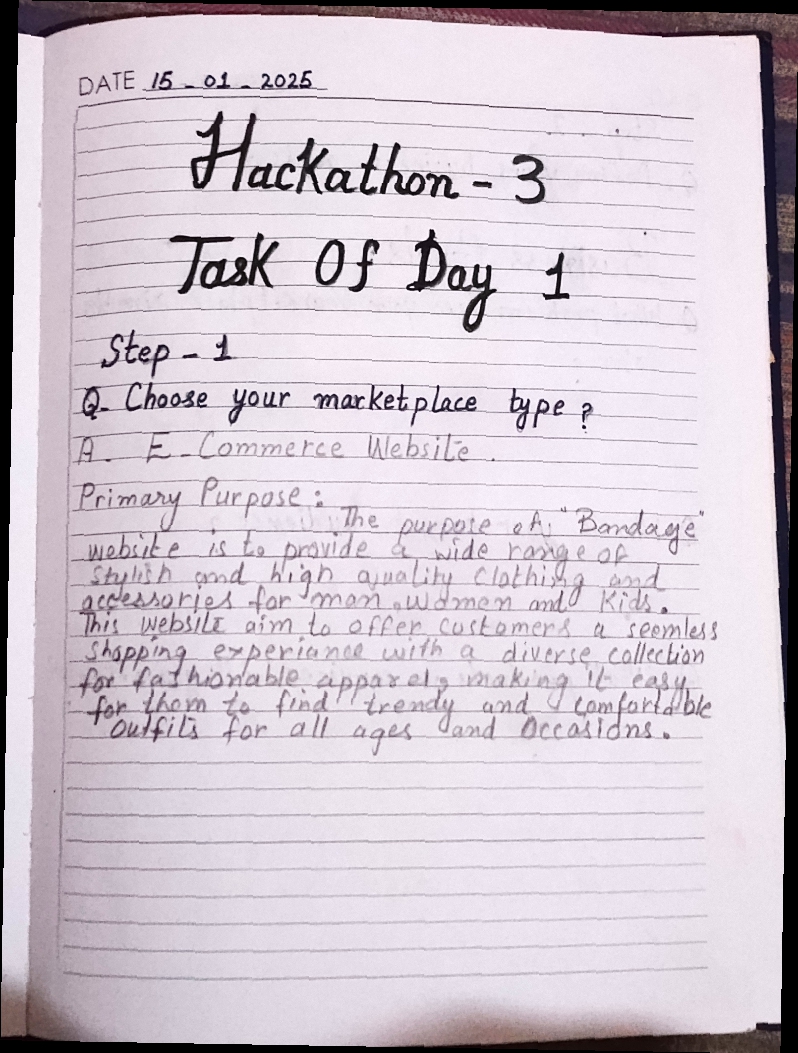 DATE 15 - 01 - 2025
Hackathon - 3
Task Of Day 1
Step - 1
Q. Choose your marketplace type ?
A. E-Commerce Website.
Primary Purpose :
The purpose of "Bandage"
website is to provide a wide range of
stylish and high quality clothing and
accessories for man, women and Kids.
This website aim to offer customers a seemless
shopping experiance with a diverse collection
for fashionable apparel, making it easy
for them to find trendy and comfortable
outfits for all ages and Occasions.